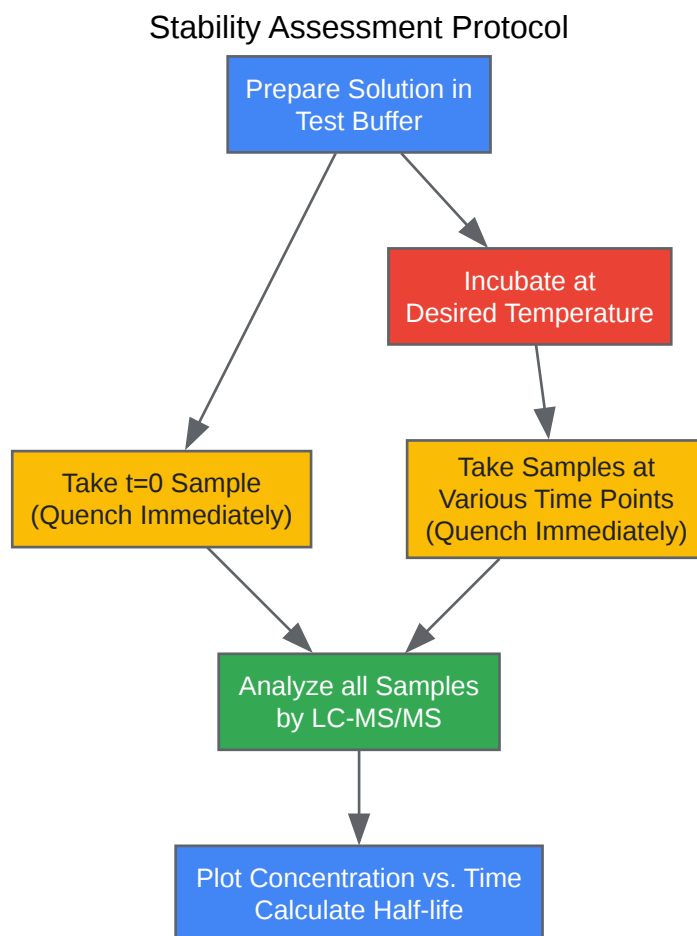 Stability Assessment Protocol
Prepare Solution in
Test Buffer
Incubate at
Desired Temperature
Take t=0 Sample
(Quench Immediately)
Take Samples at
Various Time Points
(Quench Immediately)
Analyze all Samples
by LC-MS/MS
Plot Concentration vs. Time
Calculate Half-life